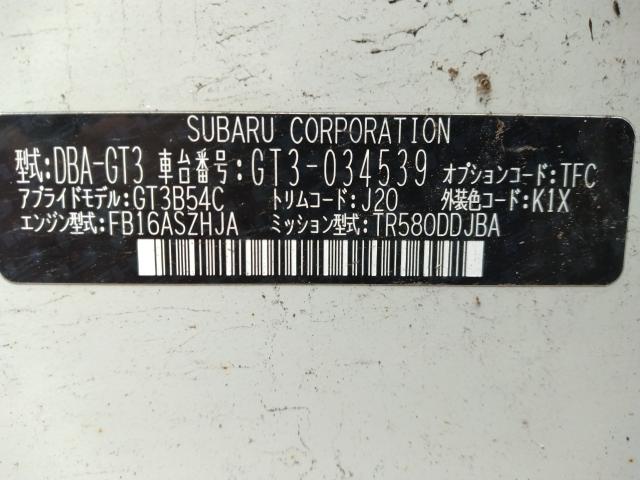 SUBARU CORPORATION
型式:DBA-GT3 車台番号:GT3-034539 オプションコード:TFC
アプライドモデル:GT3B54C トリムコード:J20 外装色コード:K1X
エンジン型式:FB16ASZHJA ミッション型式:TR580DDJBA